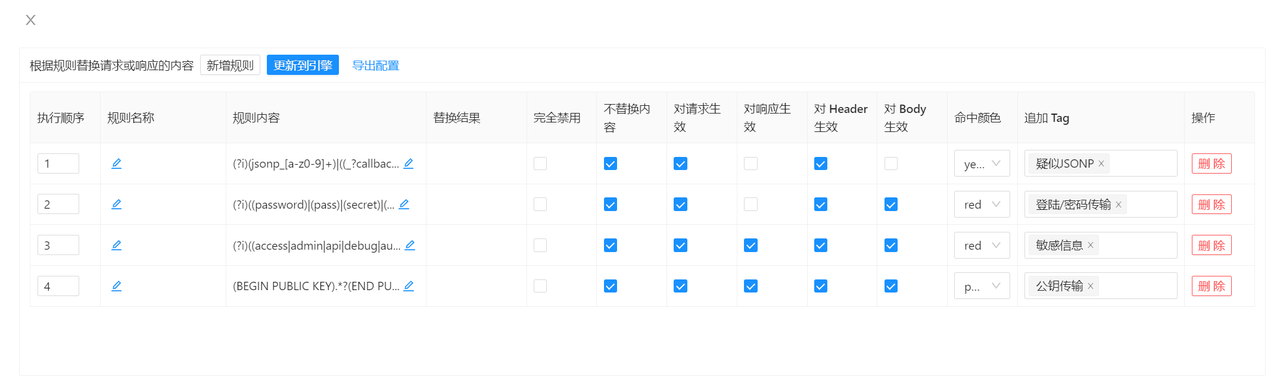 根据规则替换请求或响应的内容 新增规则 更新到引擎 导出配置
执行顺序 规则名称 规则内容 替换结果 完全禁用 不替换内容 对请求生效 对响应生效 对 Header 生效 对 Body 生效 命中颜色 追加 Tag 操作
1 (?i)(jsonp_[a-z0-9]+)|((_?callbac... ye... 疑似JSONP × 删 除
2 (?i)((password)|(pass)|(secret)|(... red 登陆/密码传输 × 删 除
3 (?i)((access|admin|api|debug|au... red 敏感信息 × 删 除
4 (BEGIN PUBLIC KEY).*?(END PU... p... 公钥传输 × 删 除